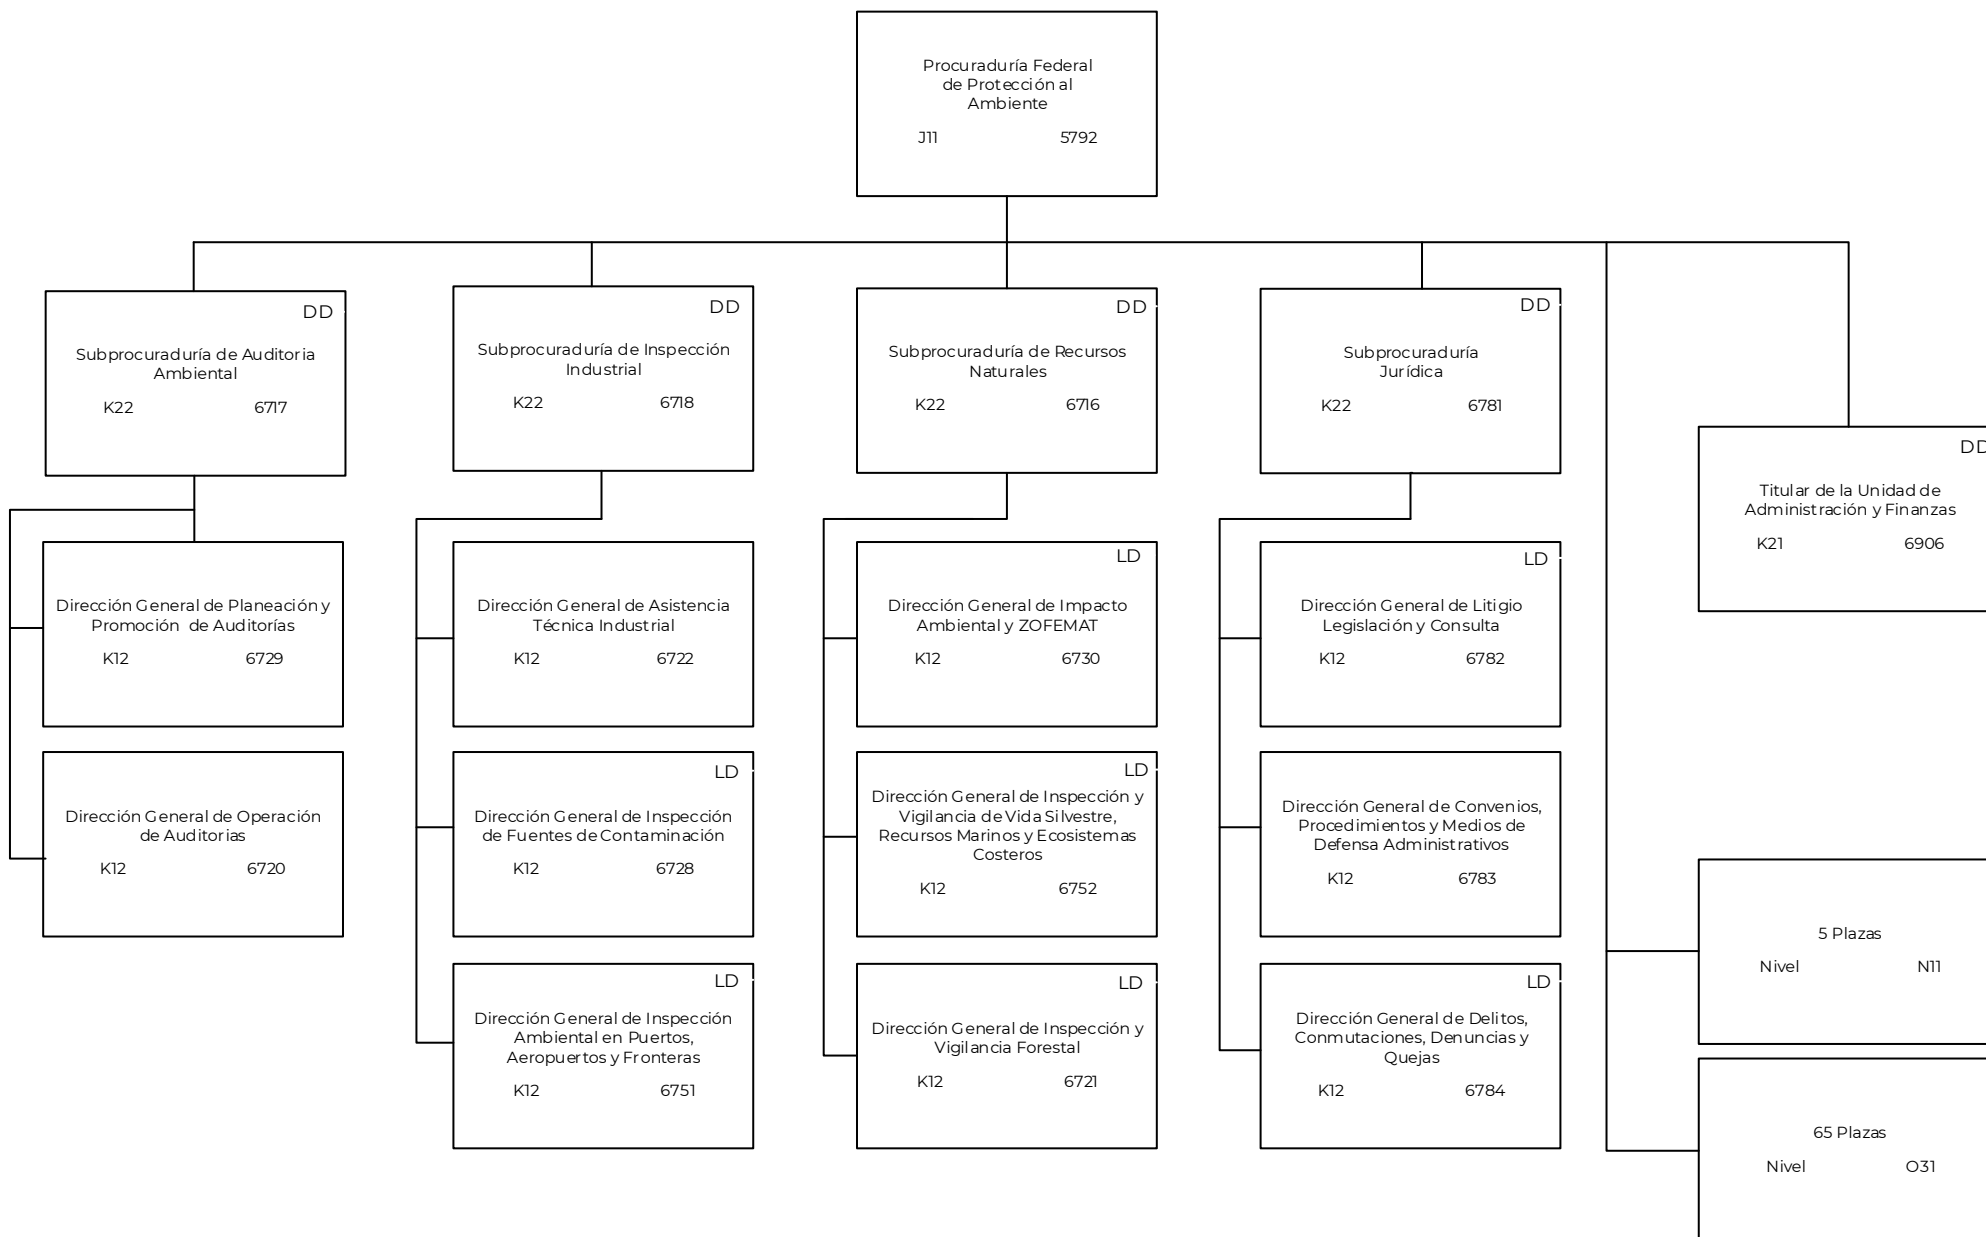 Procuraduría Federal
de Protección al
Ambiente
J11 5792
DD
Subprocuraduría de Auditoria
Ambiental
K22 6717
DD
Subprocuraduría de Inspección
Industrial
K22 6718
DD
Subprocuraduría de Recursos
Naturales
K22 6716
DD
Subprocuraduría
Jurídica
K22 6781
DD
Titular de la Unidad de
Administración y Finanzas
K21 6906
Dirección General de Planeación y
Promoción de Auditorías
K12 6729
Dirección General de Asistencia
Técnica Industrial
K12 6722
LD
Dirección General de Impacto
Ambiental y ZOFEMAT
K12 6730
LD
Dirección General de Litigio
Legislación y Consulta
K12 6782
Dirección General de Operación
de Auditorias
K12 6720
LD
Dirección General de Inspección
de Fuentes de Contaminación
K12 6728
LD
Dirección General de Inspección y
Vigilancia de Vida Silvestre,
Recursos Marinos y Ecosistemas
Costeros
K12 6752
Dirección General de Convenios,
Procedimientos y Medios de
Defensa Administrativos
K12 6783
5 Plazas
Nivel N11
LD
Dirección General de Inspección
Ambiental en Puertos,
Aeropuertos y Fronteras
K12 6751
LD
Dirección General de Inspección y
Vigilancia Forestal
K12 6721
LD
Dirección General de Delitos,
Conmutaciones, Denuncias y
Quejas
K12 6784
65 Plazas
Nivel O31